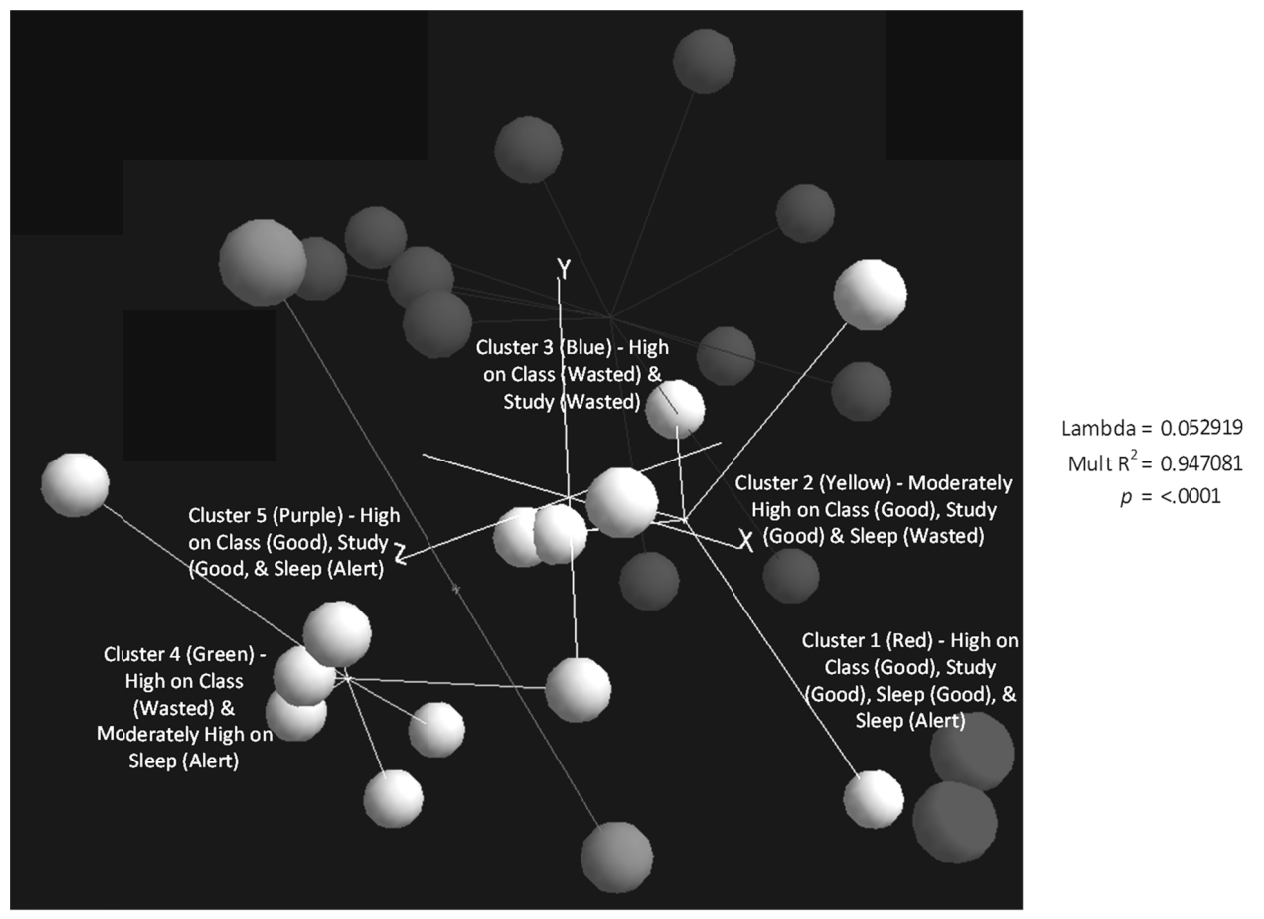 Y
Cluster 3 (Blue) - High
on Class (Wasted) &
Study (Wasted)
Cluster 2 (Yellow) - Moderately
High on Class (Good), Study
(Good) & Sleep (Wasted)
X
Cluster 5 (Purple) - High
on Class (Good), Study
(Good, & Sleep (Alert)
Z
Cluster 4 (Green) -
High on Class
(Wasted) &
Moderately High on
Sleep (Alert)
Cluster 1 (Red) - High on
Class (Good), Study
(Good), Sleep (Good), &
Sleep (Alert)
Lambda = 0.052919
Mult R² = 0.947081
p = <.0001